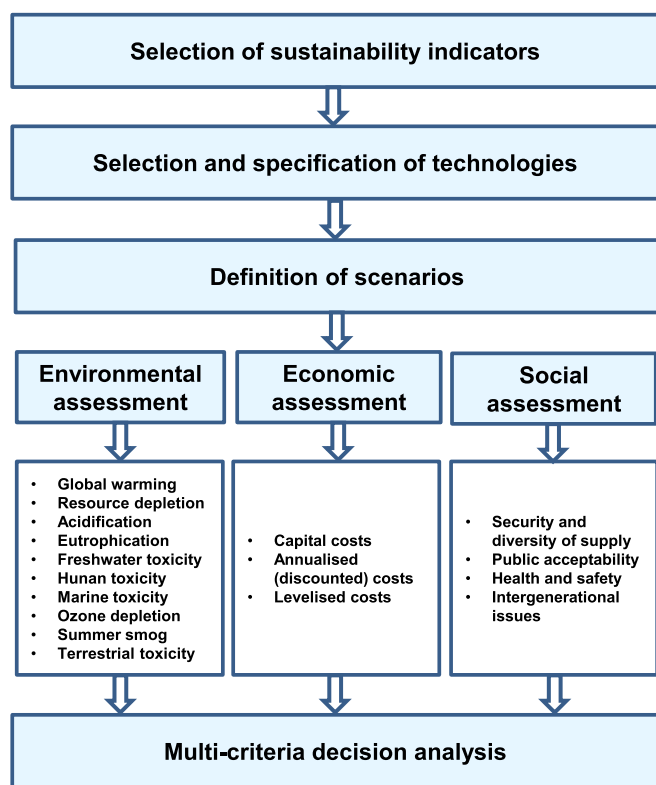 Selection of sustainability indicators
Selection and specification of technologies
Definition of scenarios
Environmental
assessment
Economic
assessment
Social
assessment
• Global warming
• Resource depletion
• Acidification
• Eutrophication
• Freshwater toxicity
• Hunan toxicity
• Marine toxicity
• Ozone depletion
• Summer smog
• Terrestrial toxicity
• Capital costs
• Annualised
(discounted) costs
• Levelised costs
• Security and
diversity of supply
• Public acceptability
• Health and safety
• Intergenerational
issues
Multi-criteria decision analysis